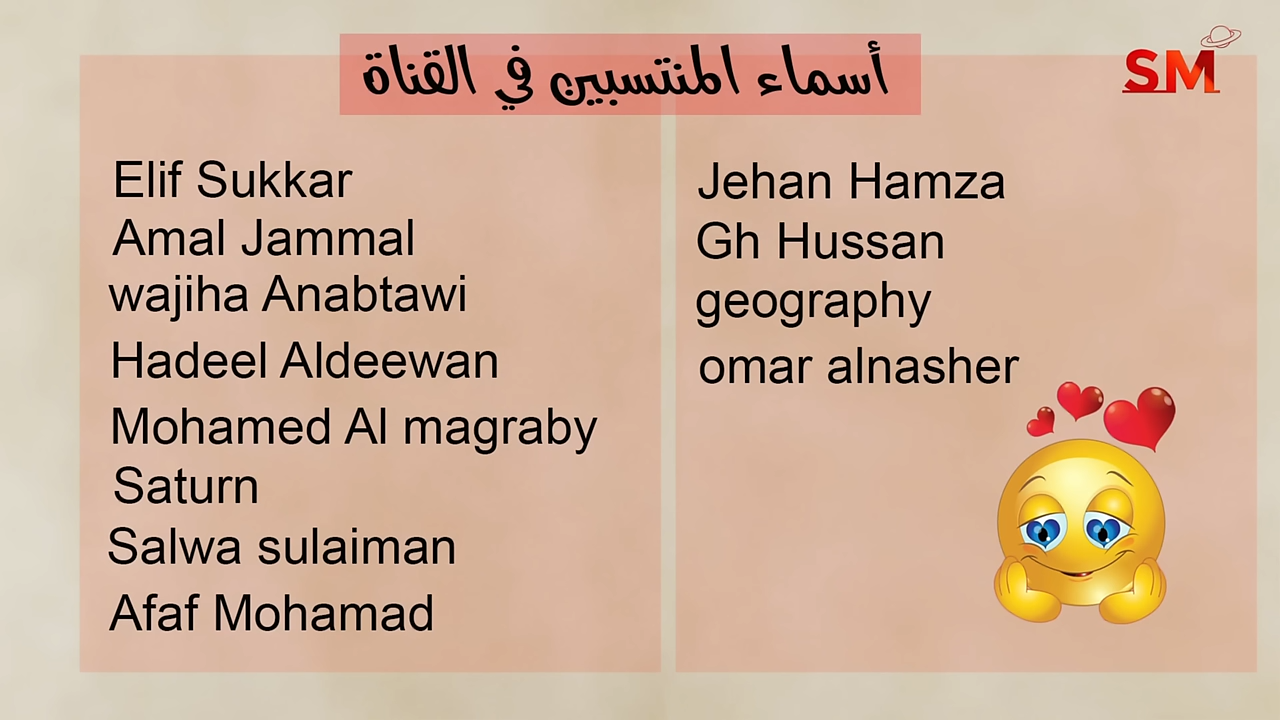 أسماء المنتسبين في القناة
SM
Elif Sukkar
Amal Jammal
wajiha Anabtawi
Hadeel Aldeewan
Mohamed Al magraby
Saturn
Salwa sulaiman
Afaf Mohamad
Jehan Hamza
Gh Hussan
geography
omar alnasher